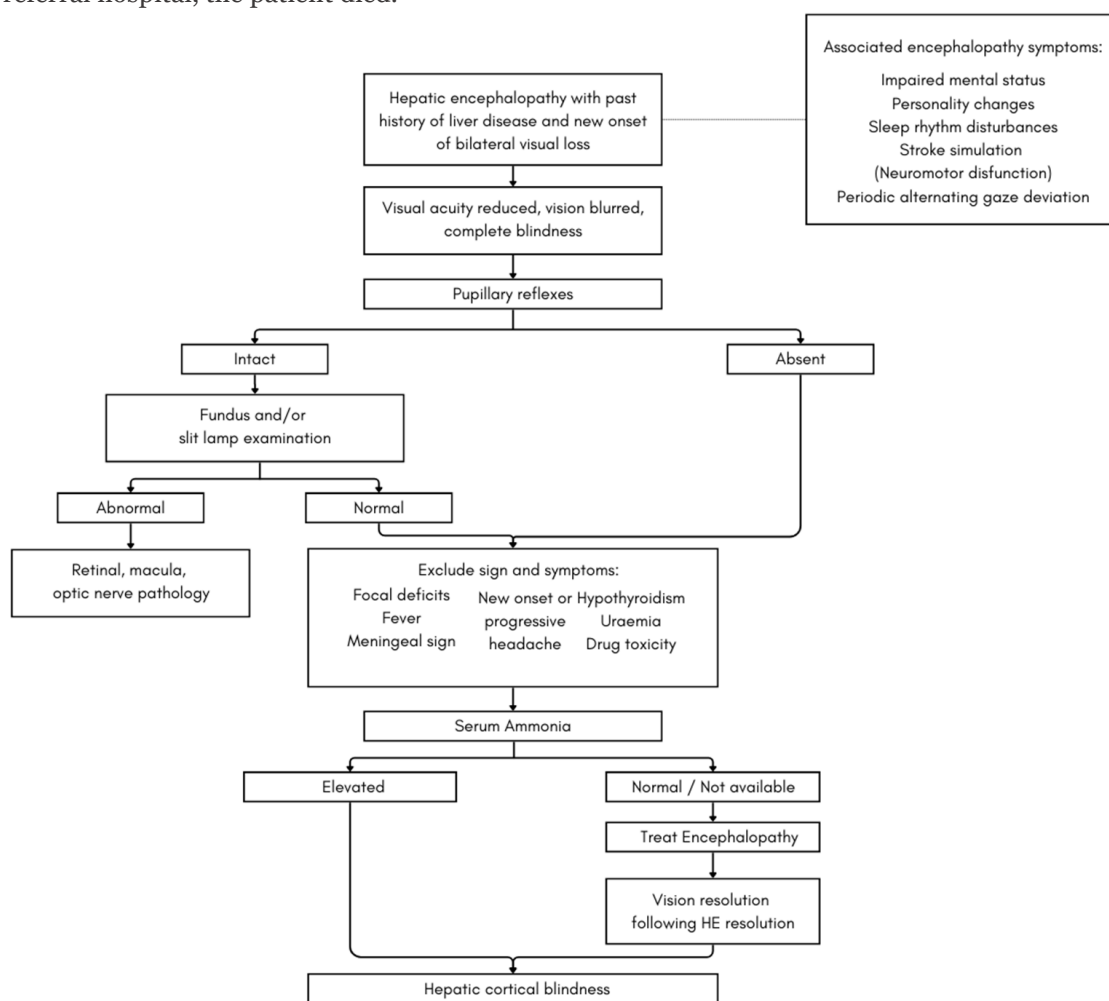 referral hospital, the patient died.
Associated encephalopathy symptoms:
Impaired mental status
Personality changes
Sleep rhythm disturbances
Stroke simulation
(Neuromotor disfunction)
Periodic alternating gaze deviation
Hepatic encephalopathy with past
history of liver disease and new onset
of bilateral visual loss
Visual acuity reduced, vision blurred,
complete blindness
Pupillary reflexes
Intact
Absent
Fundus and/or
slit lamp examination
Abnormal
Normal
Retinal, macula,
optic nerve pathology
Exclude sign and symptoms:
Focal deficits
Fever
Meningeal sign
New onset or
progressive
headache
Hypothyroidism
Uraemia
Drug toxicity
Serum Ammonia
Elevated
Normal / Not available
Treat Encephalopathy
Vision resolution
following HE resolution
Hepatic cortical blindness